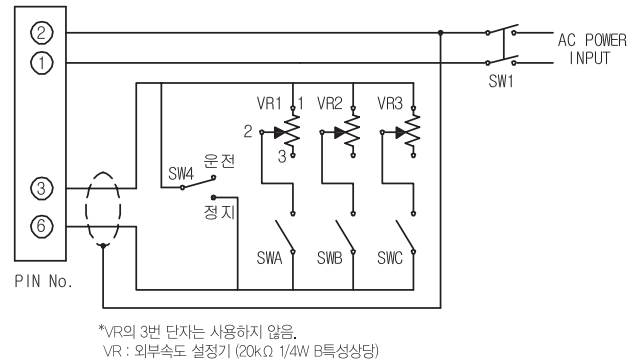 ②
①
③
⑥
PIN No.
AC POWER
INPUT
SW1
VR1
1
2
3
VR2
VR3
SW4
운전
정지
SWA
SWB
SWC
*VR의 3번 단자는 사용하지 않음.
VR : 외부속도 설정기 (20kΩ 1/4W B특성상당)